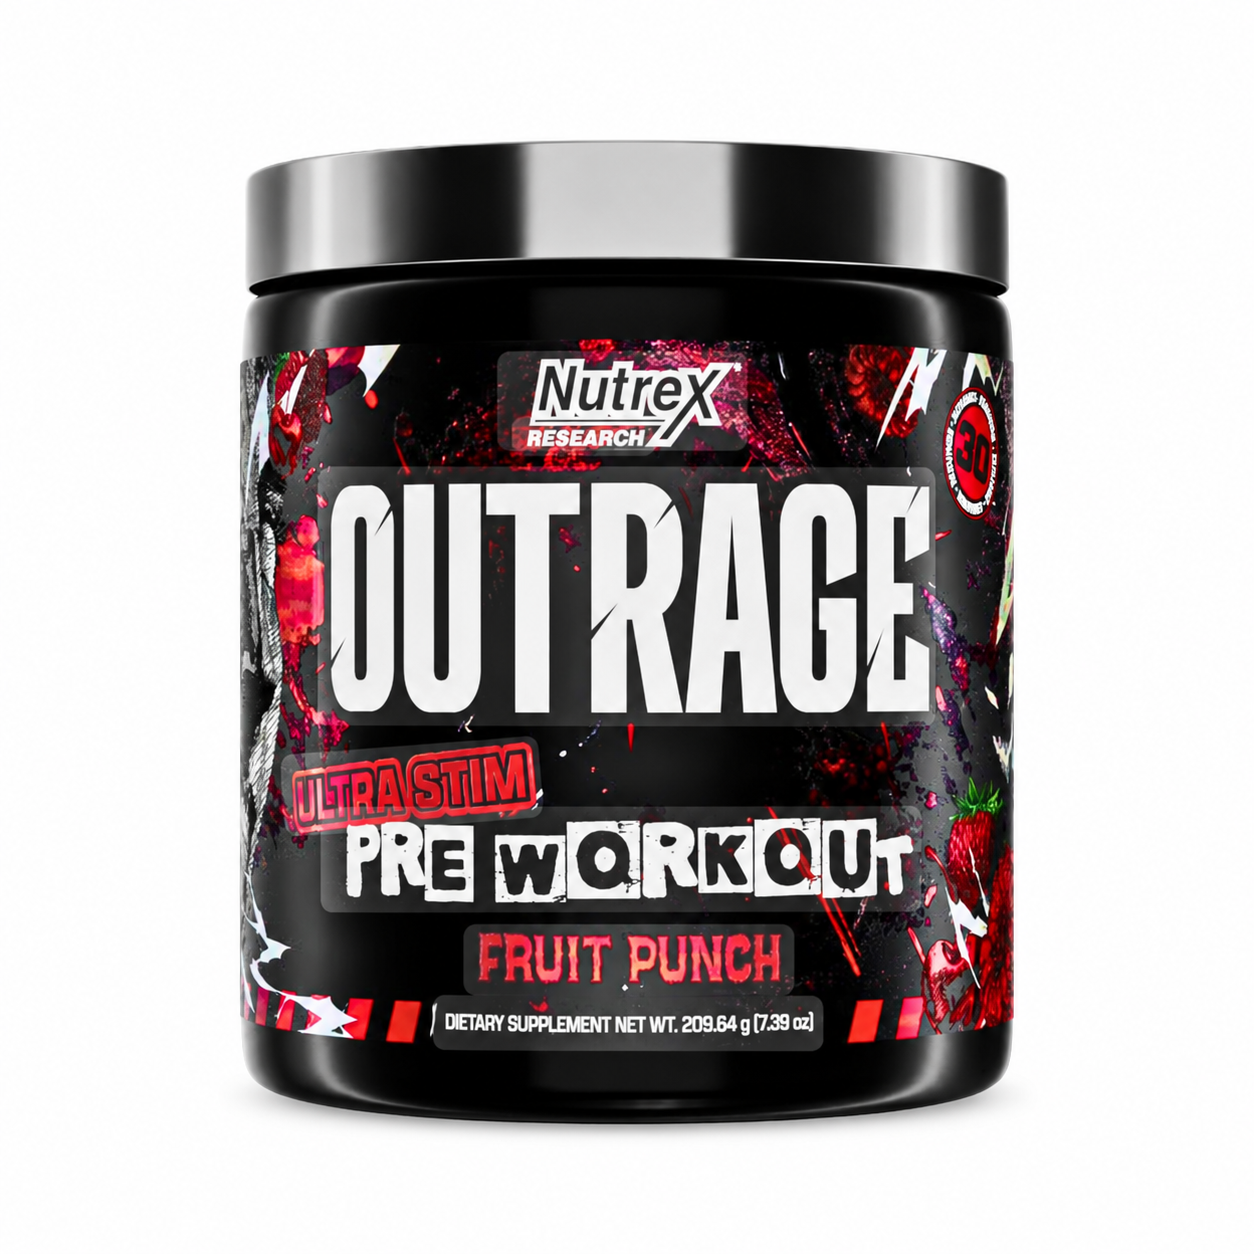 Nutrex
RESEARCH
30
OUTRAGE
ULTRA STIM
PRE WORKOUT
FRUIT PUNCH
DIETARY SUPPLEMENT NET WT. 209.64 g (7.39 oz)